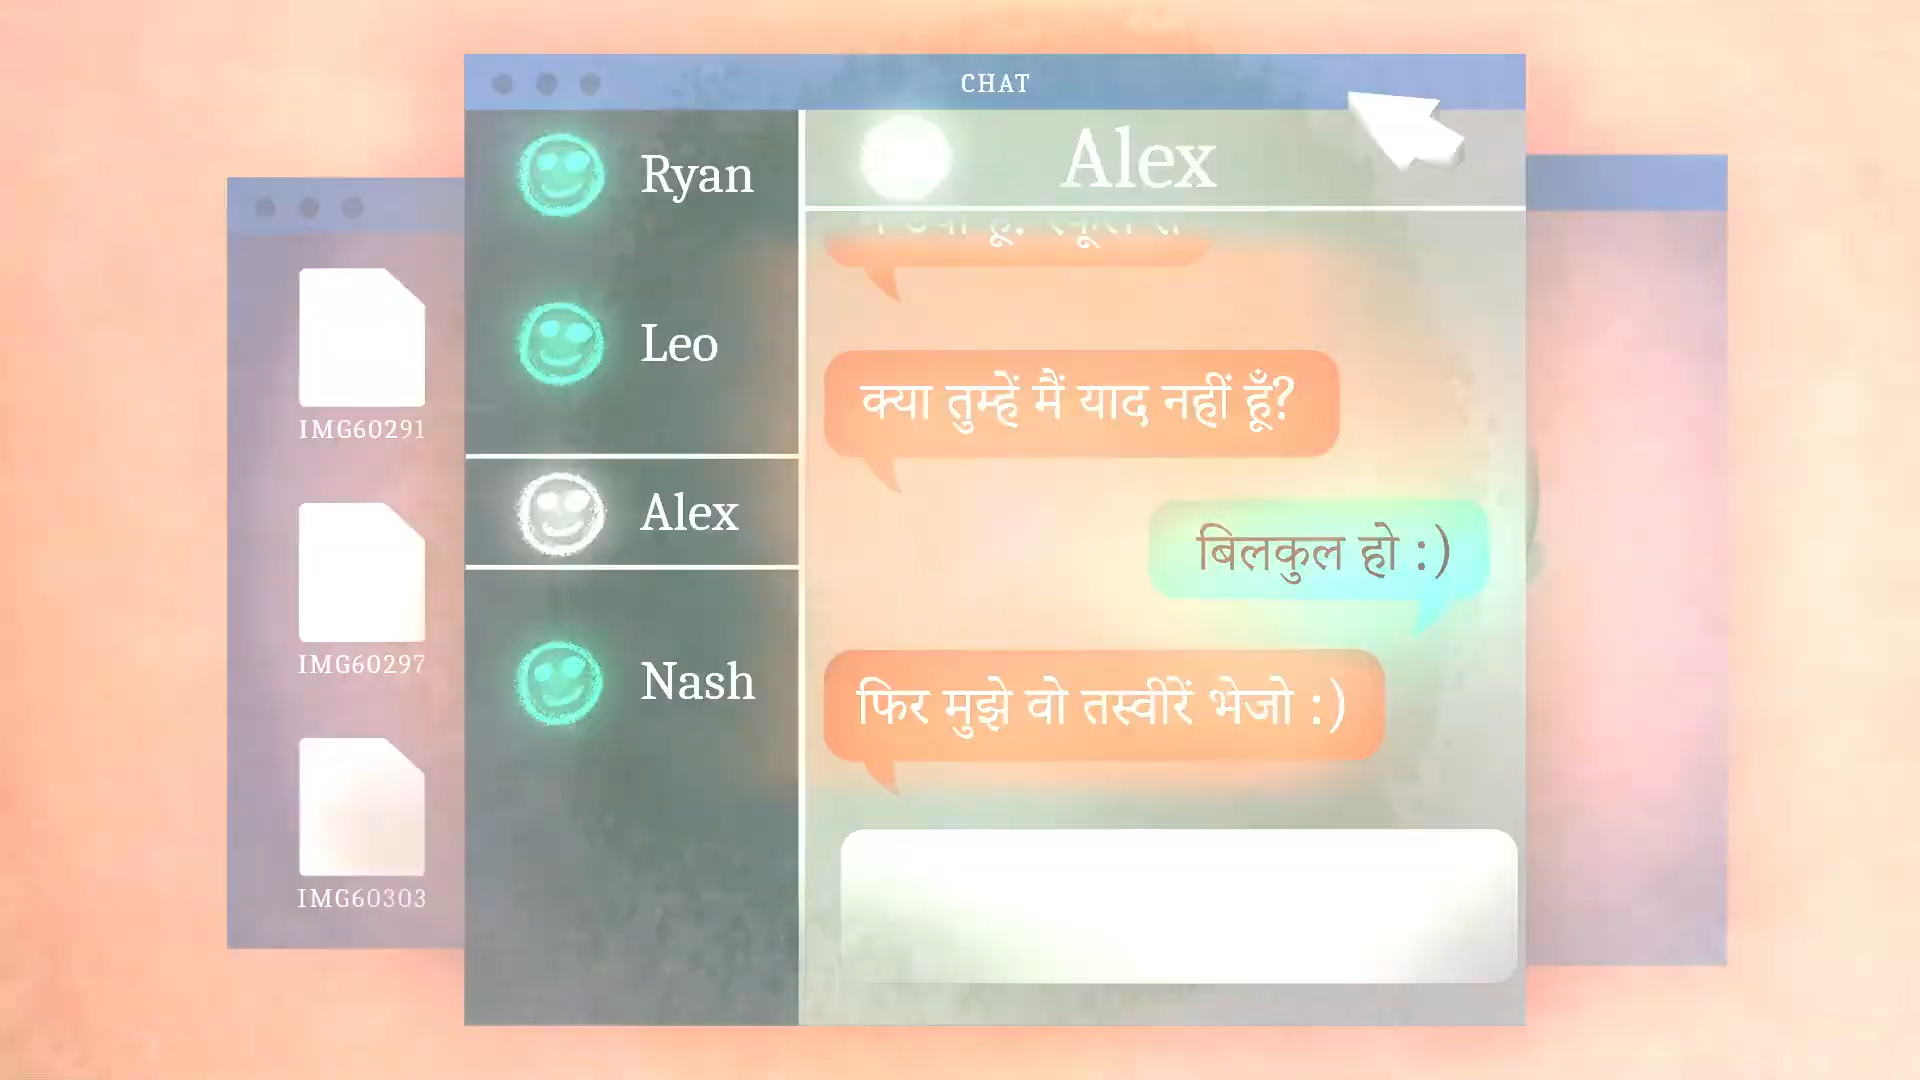 CHAT
Ryan
Leo
Alex
Nash
Alex
क्या तुम्हें मैं याद नहीं हूँ?
बिलकुल हो :)
फिर मुझे वो तस्वीरें भेजो :)
IMG60291
IMG60297
IMG60303